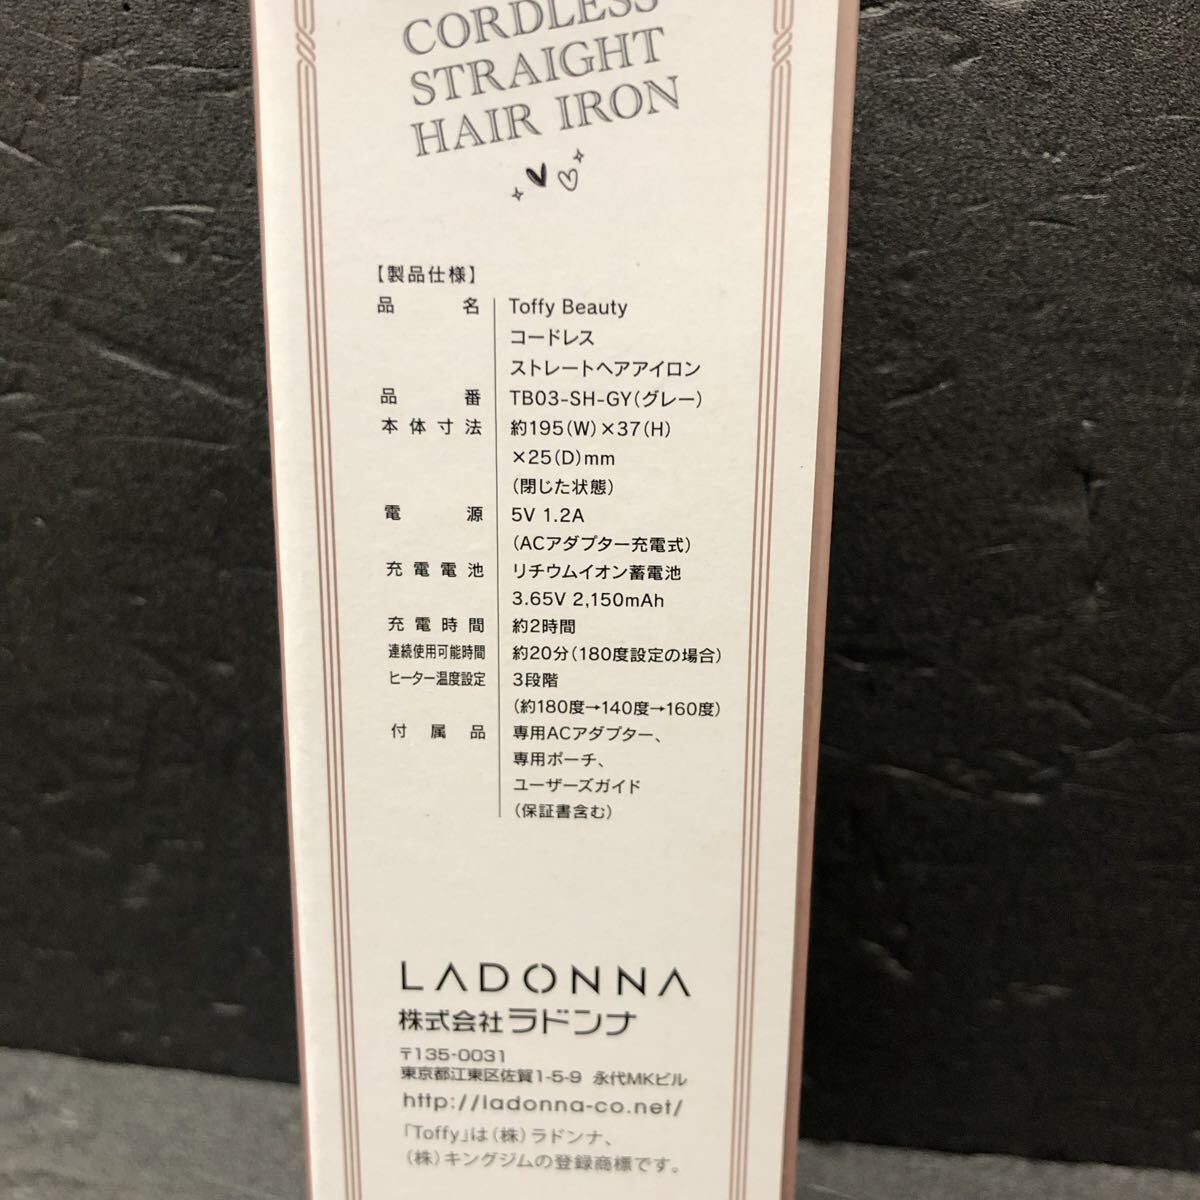 CORDLESS
STRAIGHT
HAIR IRON
【製品仕様】
品名 Toffy Beauty
コードレス
ストレートヘアアイロン
品番 TB03-SH-GY(グレー)
本体寸法 約195(W)×37(H)
×25(D)mm
(閉じた状態)
電源 5V 1.2A
(ACアダプター充電式)
充電電池 リチウムイオン蓄電池
3.65V 2,150mAh
充電時間 約2時間
連続使用可能時間 約20分(180度設定の場合)
ヒーター温度設定 3段階
(約180度→140度→160度)
付属品 専用ACアダプター、
専用ポーチ、
ユーザーズガイド
(保証書含む)
LADONNA
株式会社ラドンナ
〒135-0031
東京都江東区佐賀1-5-9 永代MKビル
http://ladonna-co.net/
「Toffy」は(株)ラドンナ、
(株)キングジムの登録商標です。